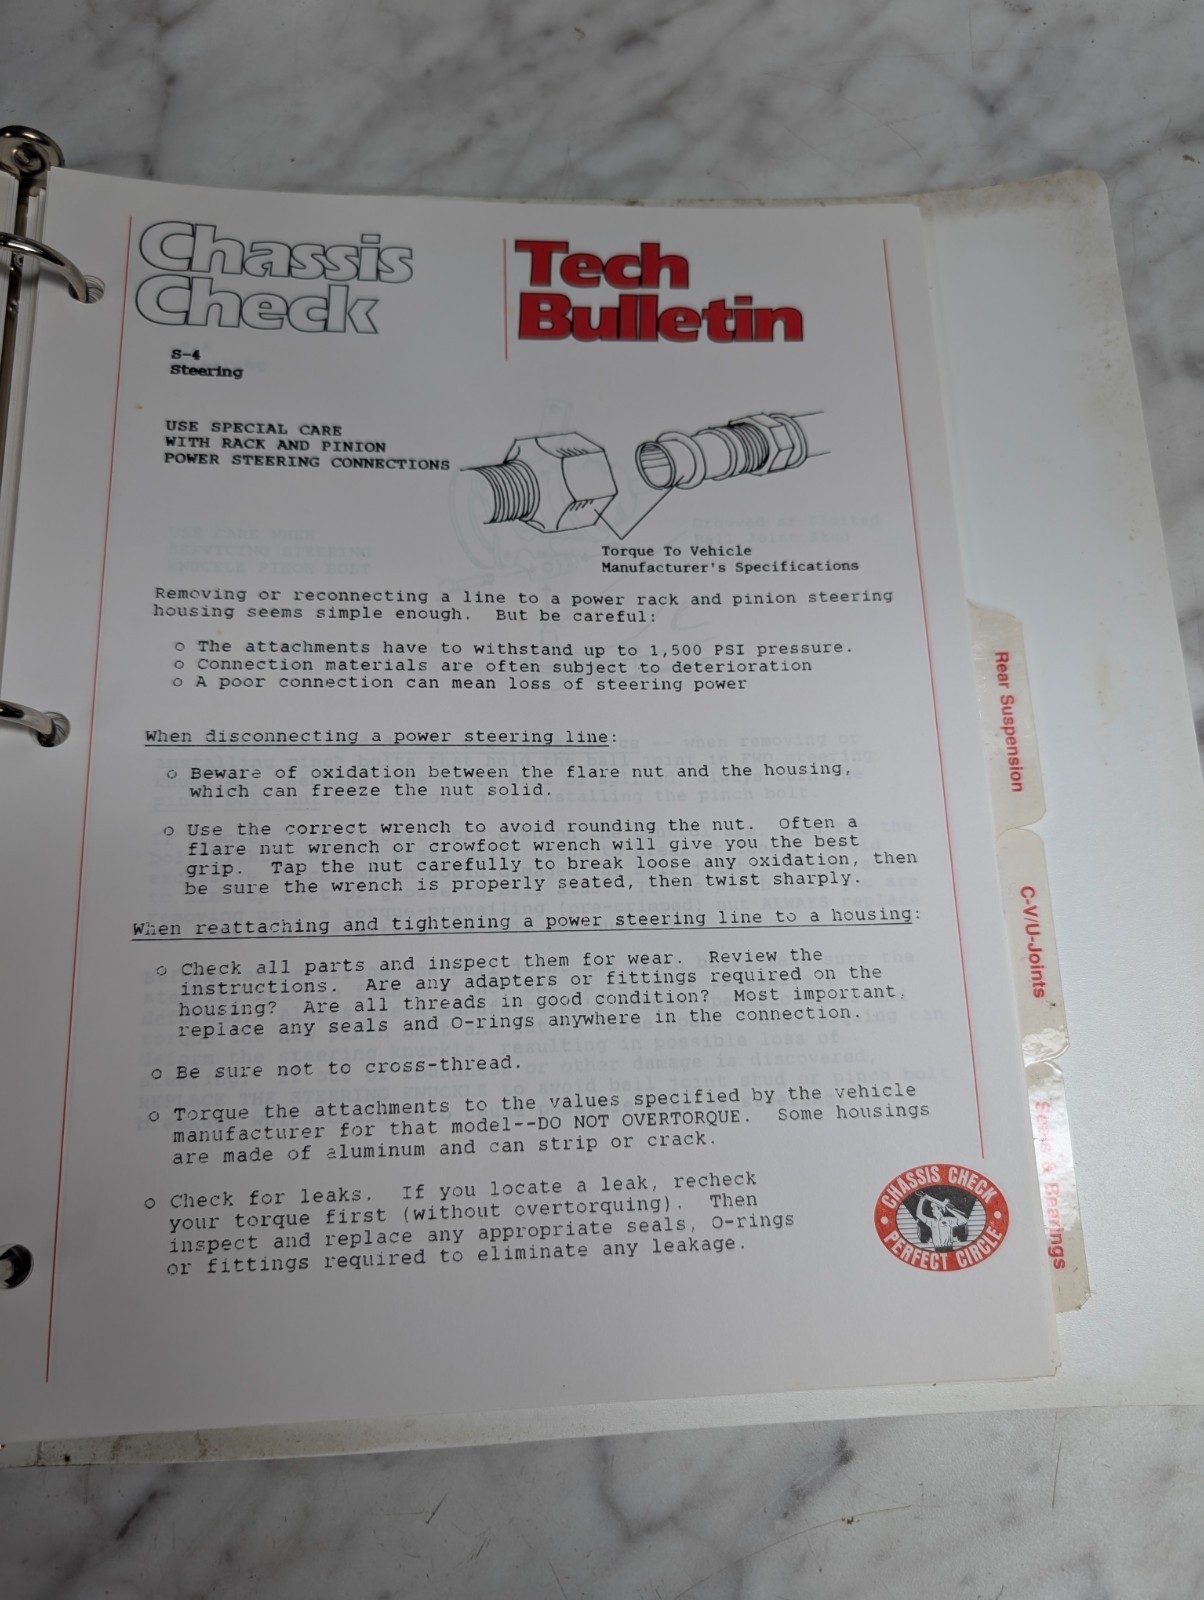 Chassis
Check
Tech
Bulletin
S-4
Steering
USE SPECIAL CARE
WITH RACK AND PINION
POWER STEERING CONNECTIONS
Torque To Vehicle
Manufacturer's Specifications
Removing or reconnecting a line to a power rack and pinion steering
housing seems simple enough. But be careful:
o The attachments have to withstand up to 1,500 PSI pressure.
o Connection materials are often subject to deterioration
o A poor connection can mean loss of steering power
When disconnecting a power steering line:
o Beware of oxidation between the flare nut and the housing,
which can freeze the nut solid.
o Use the correct wrench to avoid rounding the nut. Often a
flare nut wrench or crowfoot wrench will give you the best
grip. Tap the nut carefully to break loose any oxidation, then
be sure the wrench is properly seated, then twist sharply.
When reattaching and tightening a power steering line to a housing:
o Check all parts and inspect them for wear. Review the
instructions. Are any adapters or fittings required on the
housing? Are all threads in good condition? Most important,
replace any seals and O-rings anywhere in the connection.
o Be sure not to cross-thread.
o Torque the attachments to the values specified by the vehicle
manufacturer for that model--DO NOT OVERTORQUE. Some housings
are made of aluminum and can strip or crack.
o Check for leaks. If you locate a leak, recheck
your torque first (without overtorquing). Then
inspect and replace any appropriate seals, O-rings
or fittings required to eliminate any leakage.
CHASSIS CHECK
PERFECT CIRCLE
Rear Suspension
C-V/U-Joints
Seals & Bearings